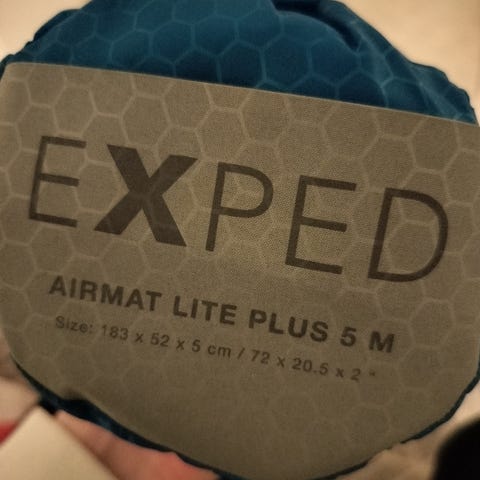 EXPED
AIRMAT LITE PLUS 5 M
Size: 183 x 52 x 5 cm / 72 x 20.5 x 2 "